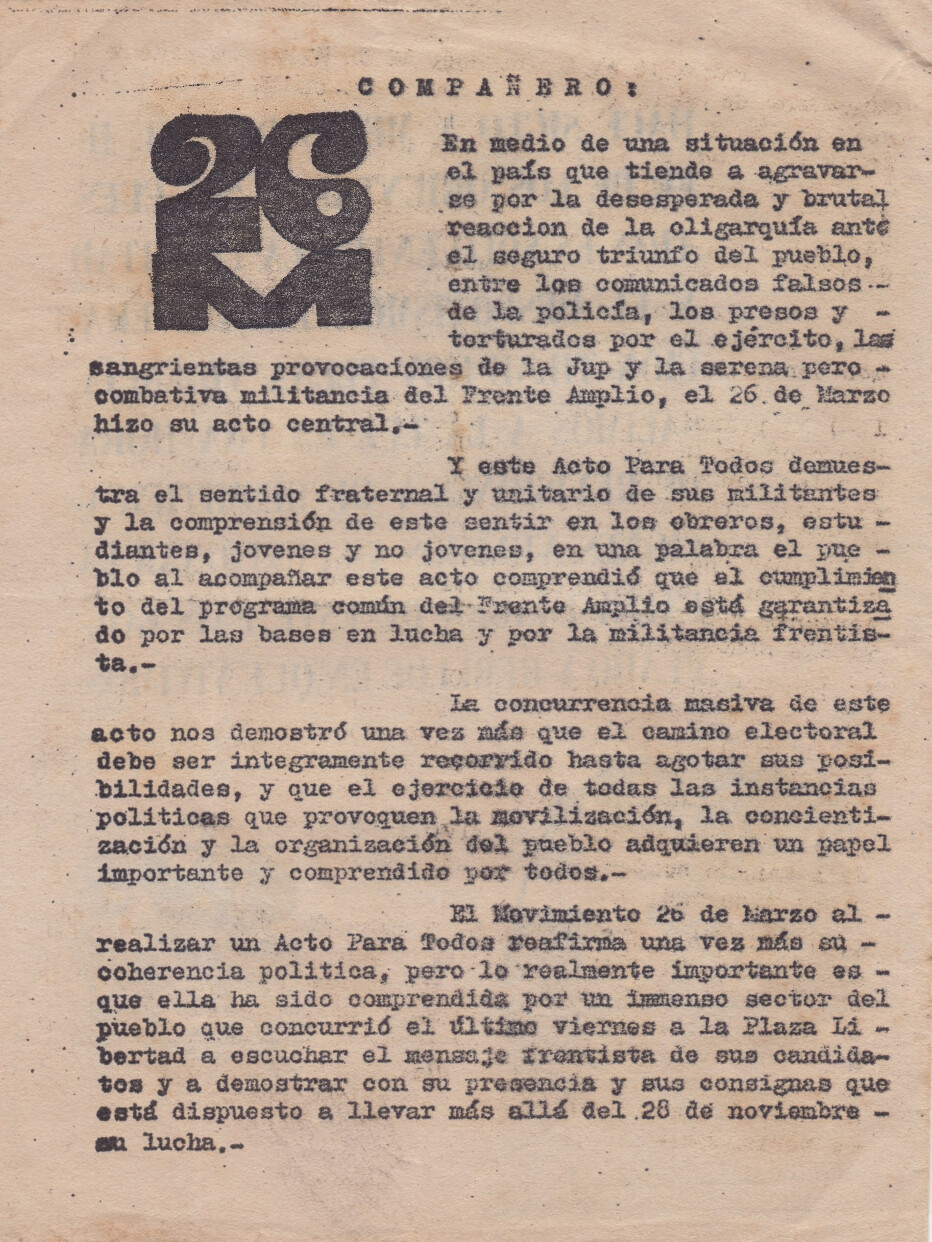 COMPAÑERO:
26
M
En medio de una situación en
el país que tiende a agravar-
se por la desesperada y brutal
reaccion de la oligarquía ante
el seguro triunfo del pueblo,
entre los comunicados falsos -
de la policía, los presos y -
torturados por el ejército, las
sangrientas provocaciones de la Jup y la serena pero -
combativa militancia del Frente Amplio, el 26 de Marzo
hizo su acto central.-
Y este Acto Para Todos demues-
tra el sentido fraternal y unitario de sus militantes
y la comprensión de este sentir en los obreros, estu -
diantes, jovenes y no jovenes, en una palabra el pue -
blo al acompañar este acto comprendió que el cumplimien
to del programa común del Frente Amplio está garantiza
do por las bases en lucha y por la militancia frentis-
ta.-
La concurrencia masiva de este
acto nos demostró una vez más que el camino electoral
debe ser integramente recorrido hasta agotar sus posi-
bilidades, y que el ejercicio de todas las instancias
politicas que provoquen la movilización, la concienti-
zación y la organización del pueblo adquieren un papel
importante y comprendido por todos.-
El Movimiento 26 de Marzo al -
realizar un Acto Para Todos reafirma una vez más su -
coherencia politica, pero lo realmente importante es -
que ella ha sido comprendida por un immenso sector del
pueblo que concurrió el último viernes a la Plaza Li -
bertad a escuchar el mensaje frentista de sus candida-
tos y a demostrar con su presencia y sus consignas que
está dispuesto a llevar más allá del 28 de noviembre -
su lucha.-